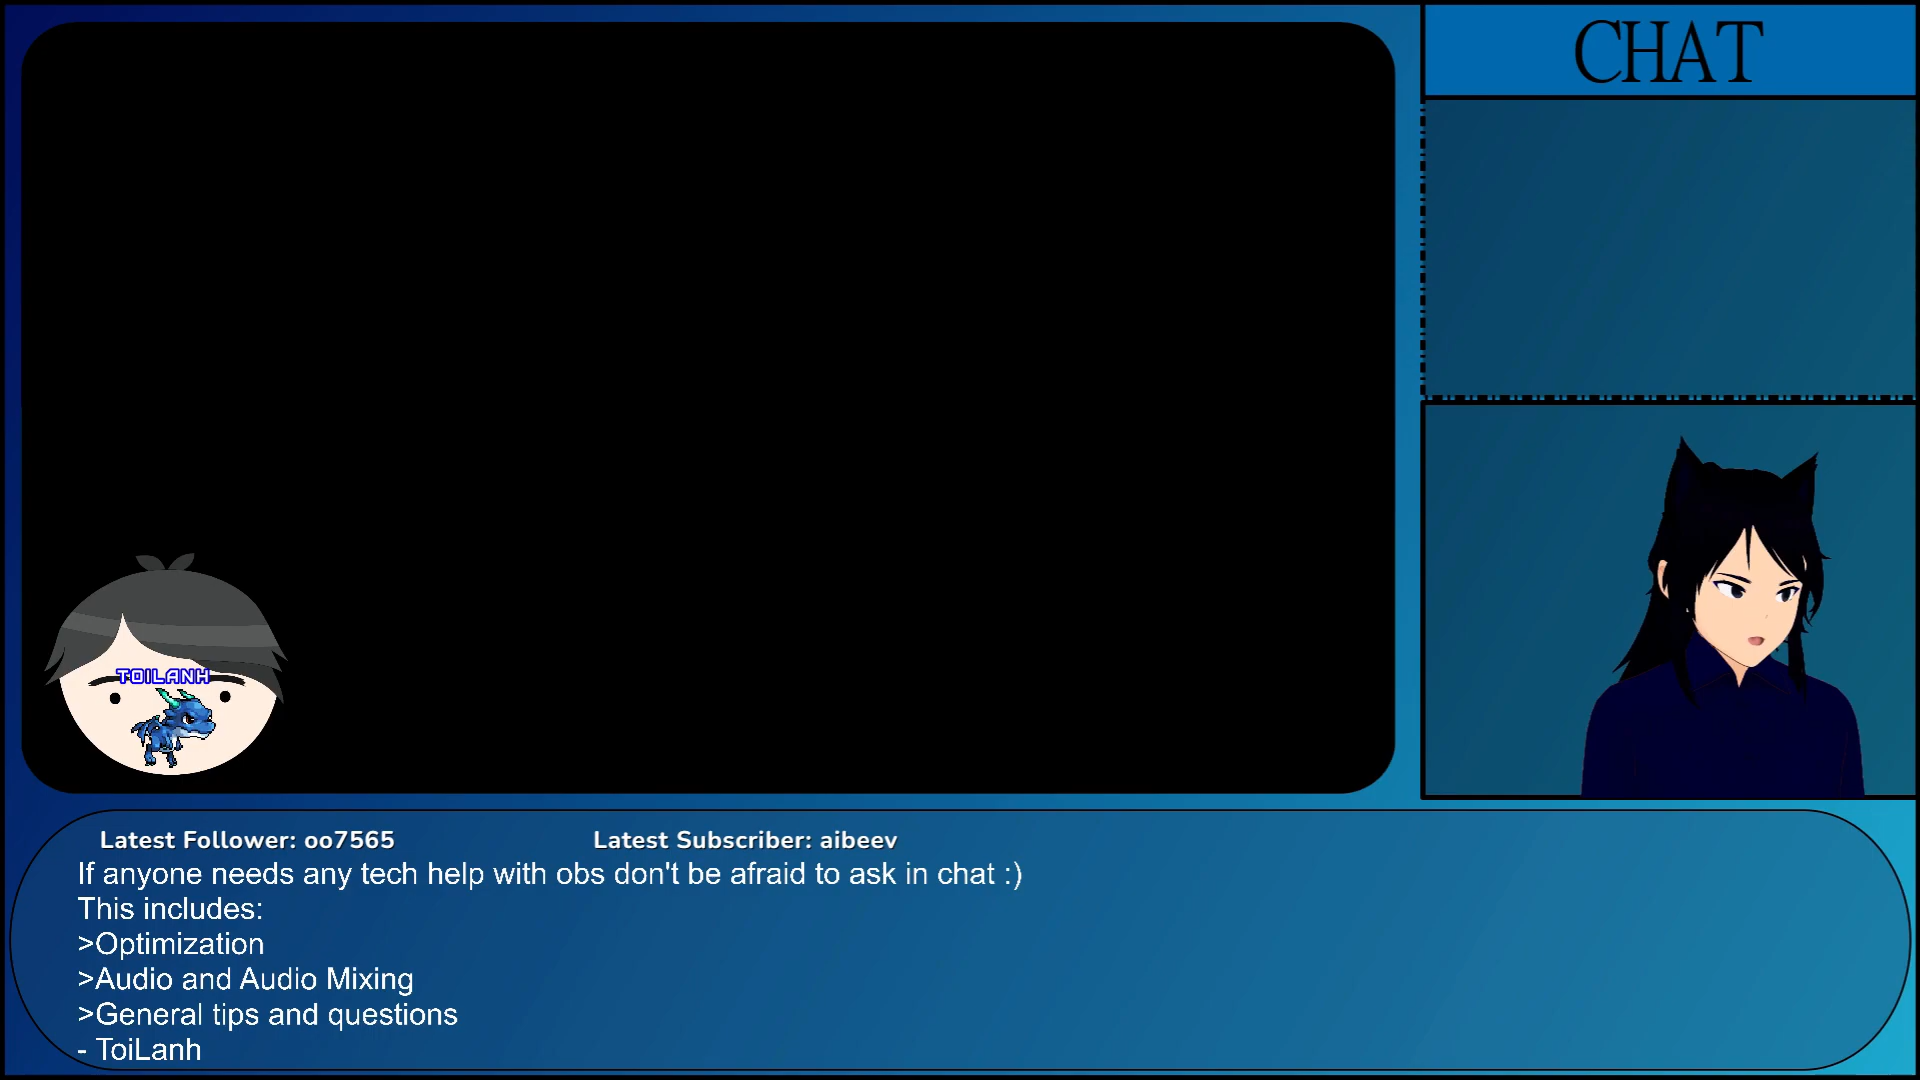 CHAT
TOILANH
Latest Follower: oo7565
Latest Subscriber: aibeev
If anyone needs any tech help with obs don't be afraid to ask in chat :)
This includes:
>Optimization
>Audio and Audio Mixing
>General tips and questions
- ToiLanh